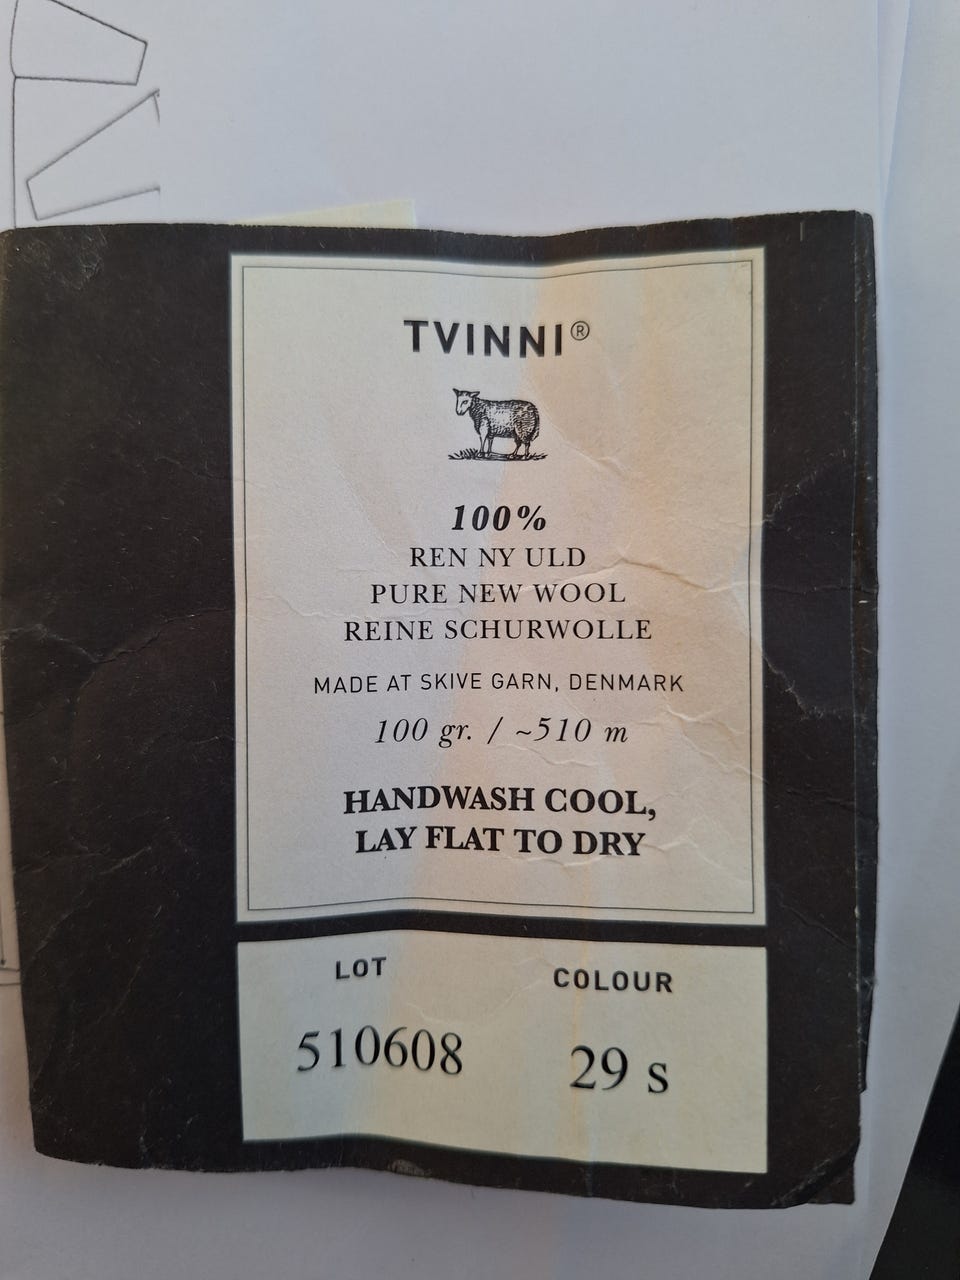 TVINNI®
100%
REN NY ULD
PURE NEW WOOL
REINE SCHURWOLLE
MADE AT SKIVE GARN, DENMARK
100 gr. / ~510 m
HANDWASH COOL,
LAY FLAT TO DRY
LOT COLOUR
510608 29 s